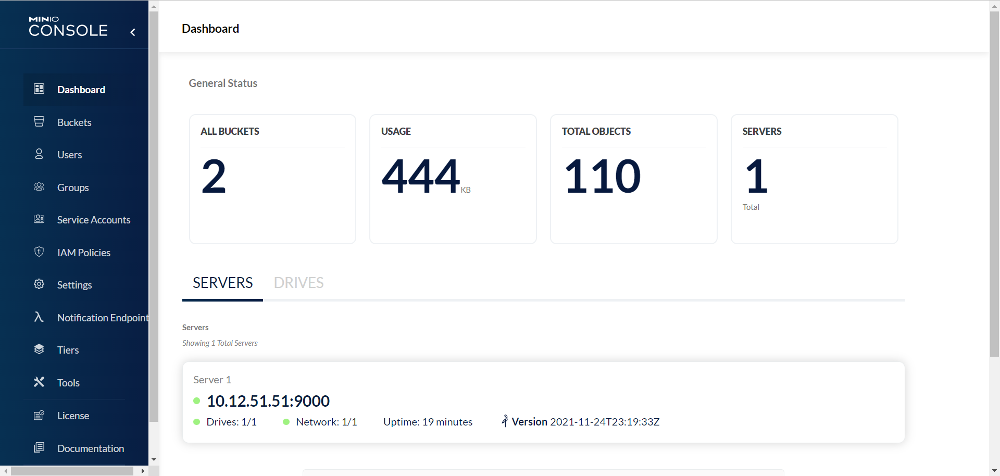 MINIO
CONSOLE
Dashboard
Buckets
Users
Groups
Service Accounts
IAM Policies
Settings
Notification Endpoint
Tiers
Tools
License
Documentation
Dashboard
General Status
ALL BUCKETS
2
USAGE
444 KB
TOTAL OBJECTS
110
SERVERS
1
Total
SERVERS DRIVES
Servers
Showing 1 Total Servers
Server 1
10.12.51.51:9000
Drives: 1/1 Network: 1/1 Uptime: 19 minutes Version 2021-11-24T23:19:33Z